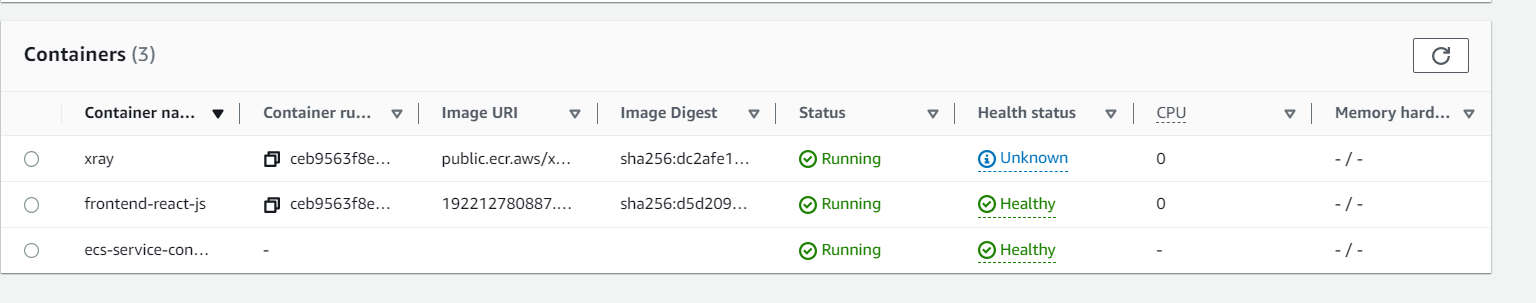 Containers (3)
Container na... Container ru... Image URI Image Digest Status Health status CPU Memory hard...
xray ceb9563f8e... public.ecr.aws/x... sha256:dc2afe1... Running Unknown 0 - / -
frontend-react-js ceb9563f8e... 192212780887.... sha256:d5d209... Running Healthy 0 - / -
ecs-service-con... - Running Healthy - - / -